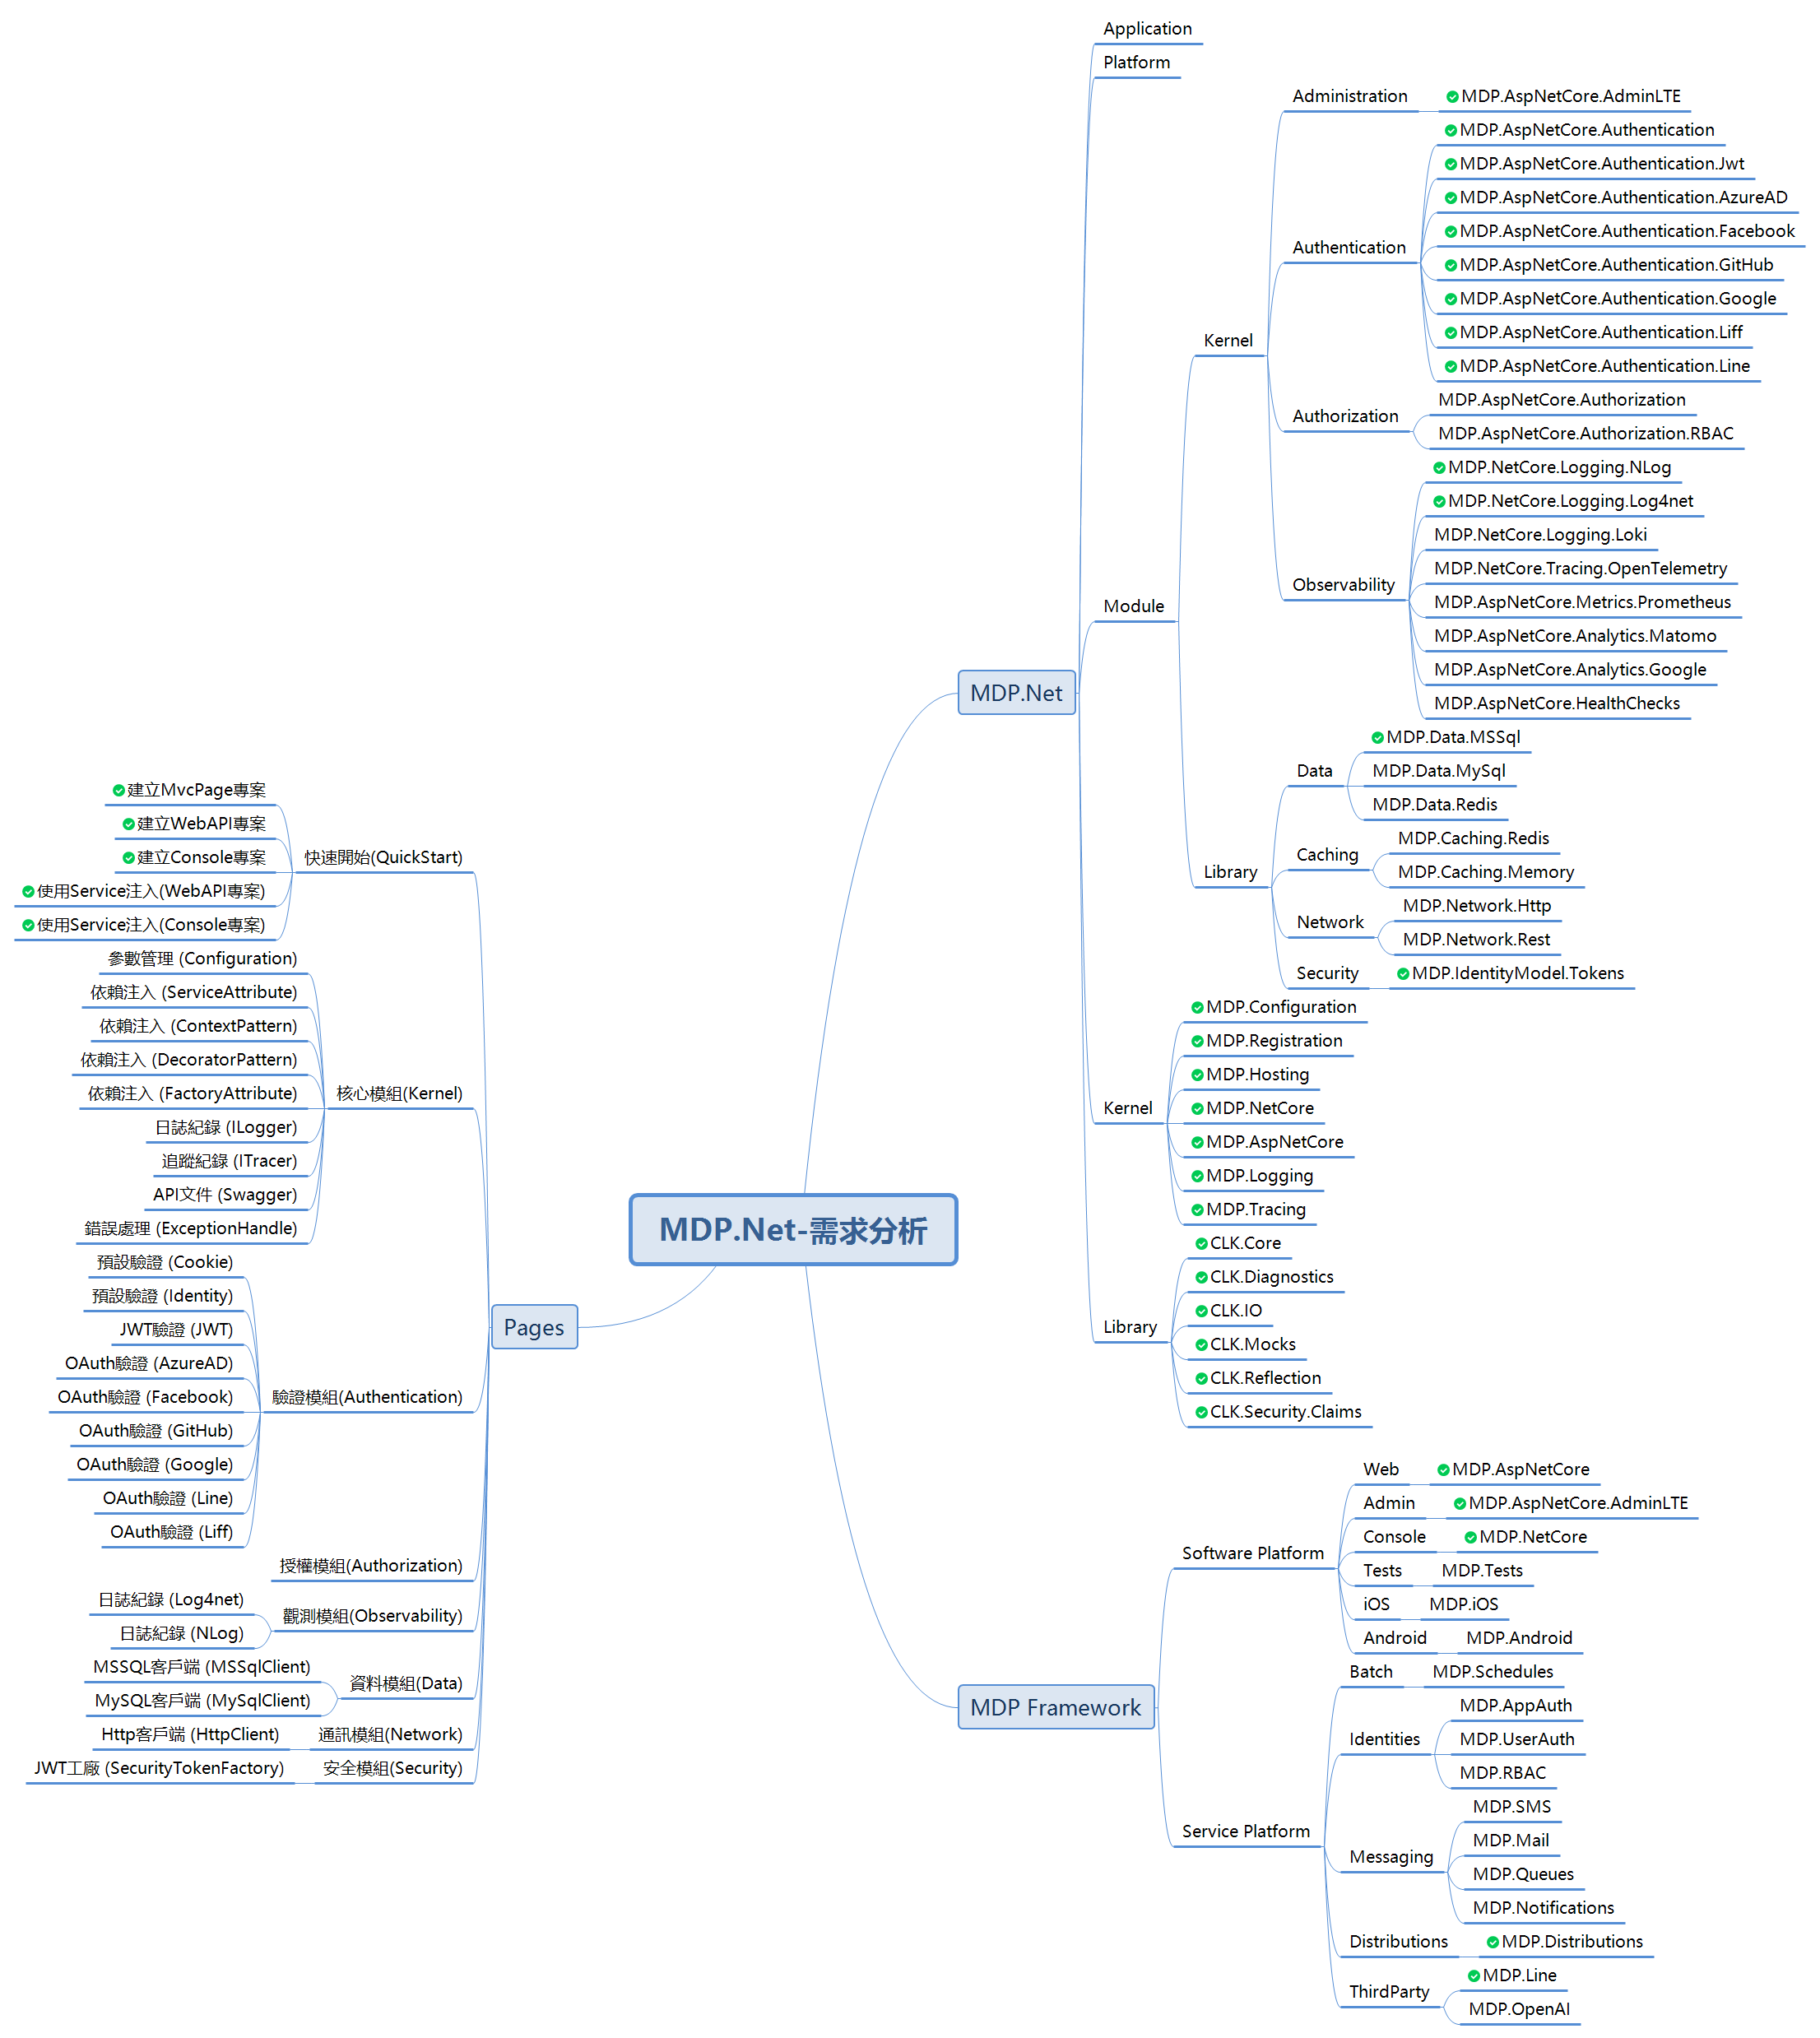 MDP.Net-需求分析
MDP.Net
Application
Platform
Module
Kernel
Administration
MDP.AspNetCore.AdminLTE
Authentication
MDP.AspNetCore.Authentication
MDP.AspNetCore.Authentication.Jwt
MDP.AspNetCore.Authentication.AzureAD
MDP.AspNetCore.Authentication.Facebook
MDP.AspNetCore.Authentication.GitHub
MDP.AspNetCore.Authentication.Google
MDP.AspNetCore.Authentication.Liff
MDP.AspNetCore.Authentication.Line
Authorization
MDP.AspNetCore.Authorization
MDP.AspNetCore.Authorization.RBAC
Observability
MDP.NetCore.Logging.NLog
MDP.NetCore.Logging.Log4net
MDP.NetCore.Logging.Loki
MDP.NetCore.Tracing.OpenTelemetry
MDP.AspNetCore.Metrics.Prometheus
MDP.AspNetCore.Analytics.Matomo
MDP.AspNetCore.Analytics.Google
MDP.AspNetCore.HealthChecks
Library
Data
MDP.Data.MSSql
MDP.Data.MySql
MDP.Data.Redis
Caching
MDP.Caching.Redis
MDP.Caching.Memory
Network
MDP.Network.Http
MDP.Network.Rest
Security
MDP.IdentityModel.Tokens
Kernel
MDP.Configuration
MDP.Registration
MDP.Hosting
MDP.NetCore
MDP.AspNetCore
MDP.Logging
MDP.Tracing
Library
CLK.Core
CLK.Diagnostics
CLK.IO
CLK.Mocks
CLK.Reflection
CLK.Security.Claims
MDP Framework
Software Platform
Web
MDP.AspNetCore
Admin
MDP.AspNetCore.AdminLTE
Console
MDP.NetCore
Tests
MDP.Tests
iOS
MDP.iOS
Android
MDP.Android
Service Platform
Batch
MDP.Schedules
Identities
MDP.AppAuth
MDP.UserAuth
MDP.RBAC
Messaging
MDP.SMS
MDP.Mail
MDP.Queues
MDP.Notifications
Distributions
MDP.Distributions
ThirdParty
MDP.Line
MDP.OpenAI
Pages
快速開始(QuickStart)
建立MvcPage專案
建立WebAPI專案
建立Console專案
使用Service注入(WebAPI專案)
使用Service注入(Console專案)
核心模組(Kernel)
參數管理 (Configuration)
依賴注入 (ServiceAttribute)
依賴注入 (ContextPattern)
依賴注入 (DecoratorPattern)
依賴注入 (FactoryAttribute)
日誌紀錄 (ILogger)
追蹤紀錄 (ITracer)
API文件 (Swagger)
錯誤處理 (ExceptionHandle)
驗證模組(Authentication)
預設驗證 (Cookie)
預設驗證 (Identity)
JWT驗證 (JWT)
OAuth驗證 (AzureAD)
OAuth驗證 (Facebook)
OAuth驗證 (GitHub)
OAuth驗證 (Google)
OAuth驗證 (Line)
OAuth驗證 (Liff)
授權模組(Authorization)
觀測模組(Observability)
日誌紀錄 (Log4net)
日誌紀錄 (NLog)
資料模組(Data)
MSSQL客戶端 (MSSqlClient)
MySQL客戶端 (MySqlClient)
通訊模組(Network)
Http客戶端 (HttpClient)
安全模組(Security)
JWT工廠 (SecurityTokenFactory)